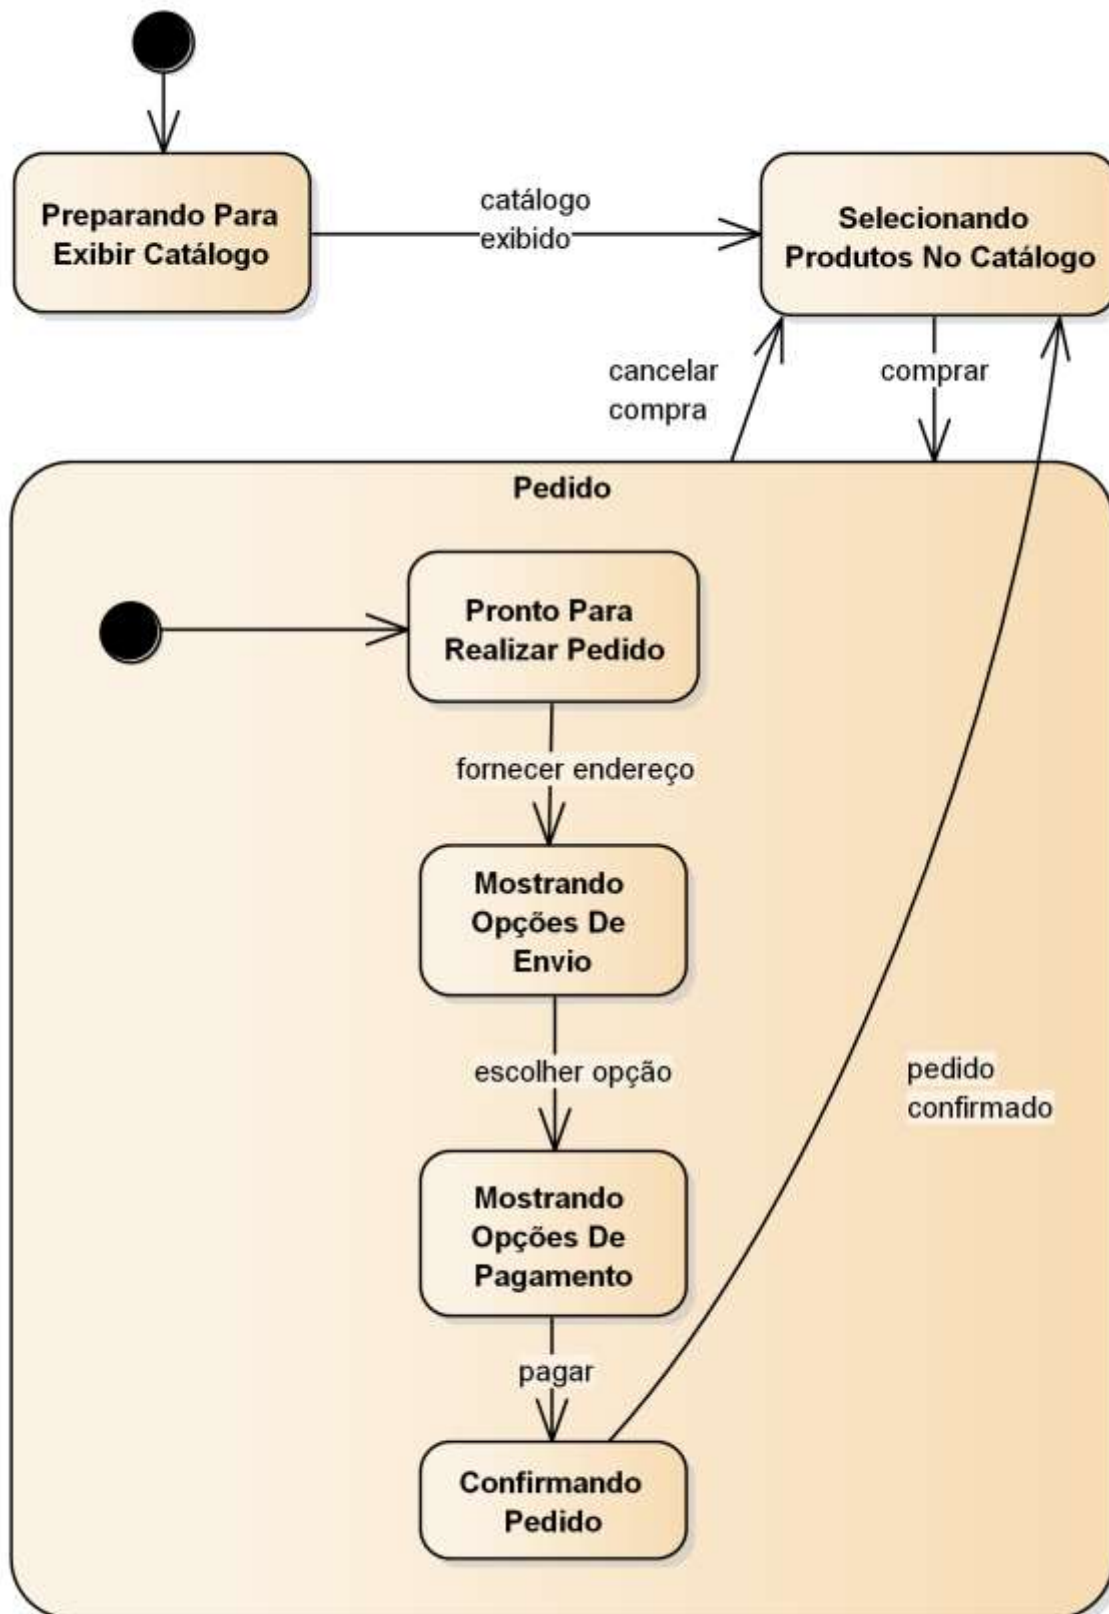 Preparando Para
Exibir Catálogo
catálogo
exibido
Selecionando
Produtos No Catálogo
cancelar
compra
comprar
Pedido
Pronto Para
Realizar Pedido
fornecer endereço
Mostrando
Opções De
Envio
escolher opção
pedido
confirmado
Mostrando
Opções De
Pagamento
pagar
Confirmando
Pedido